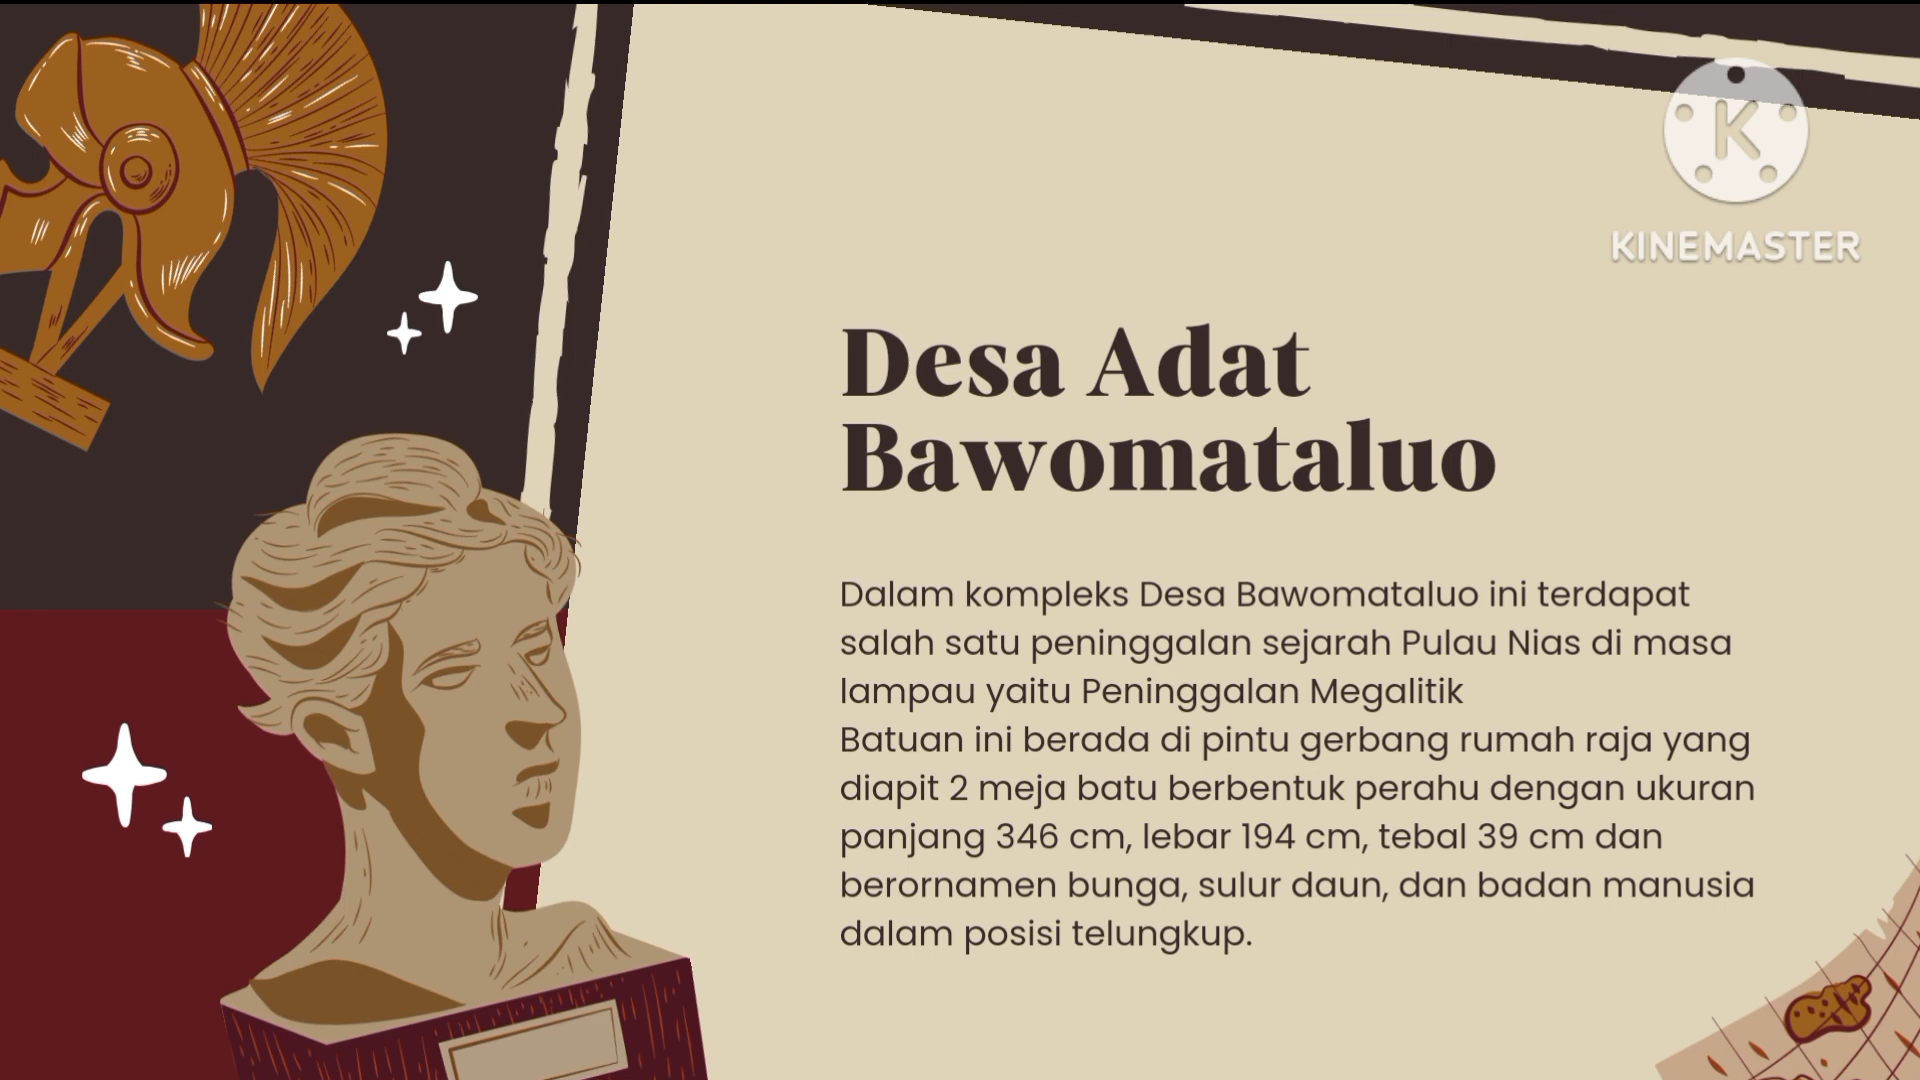 K
KINEMASTER
Desa Adat
Bawomataluo
Dalam kompleks Desa Bawomataluo ini terdapat
salah satu peninggalan sejarah Pulau Nias di masa
lampau yaitu Peninggalan Megalitik
Batuan ini berada di pintu gerbang rumah raja yang
diapit 2 meja batu berbentuk perahu dengan ukuran
panjang 346 cm, lebar 194 cm, tebal 39 cm dan
berornamen bunga, sulur daun, dan badan manusia
dalam posisi telungkup.